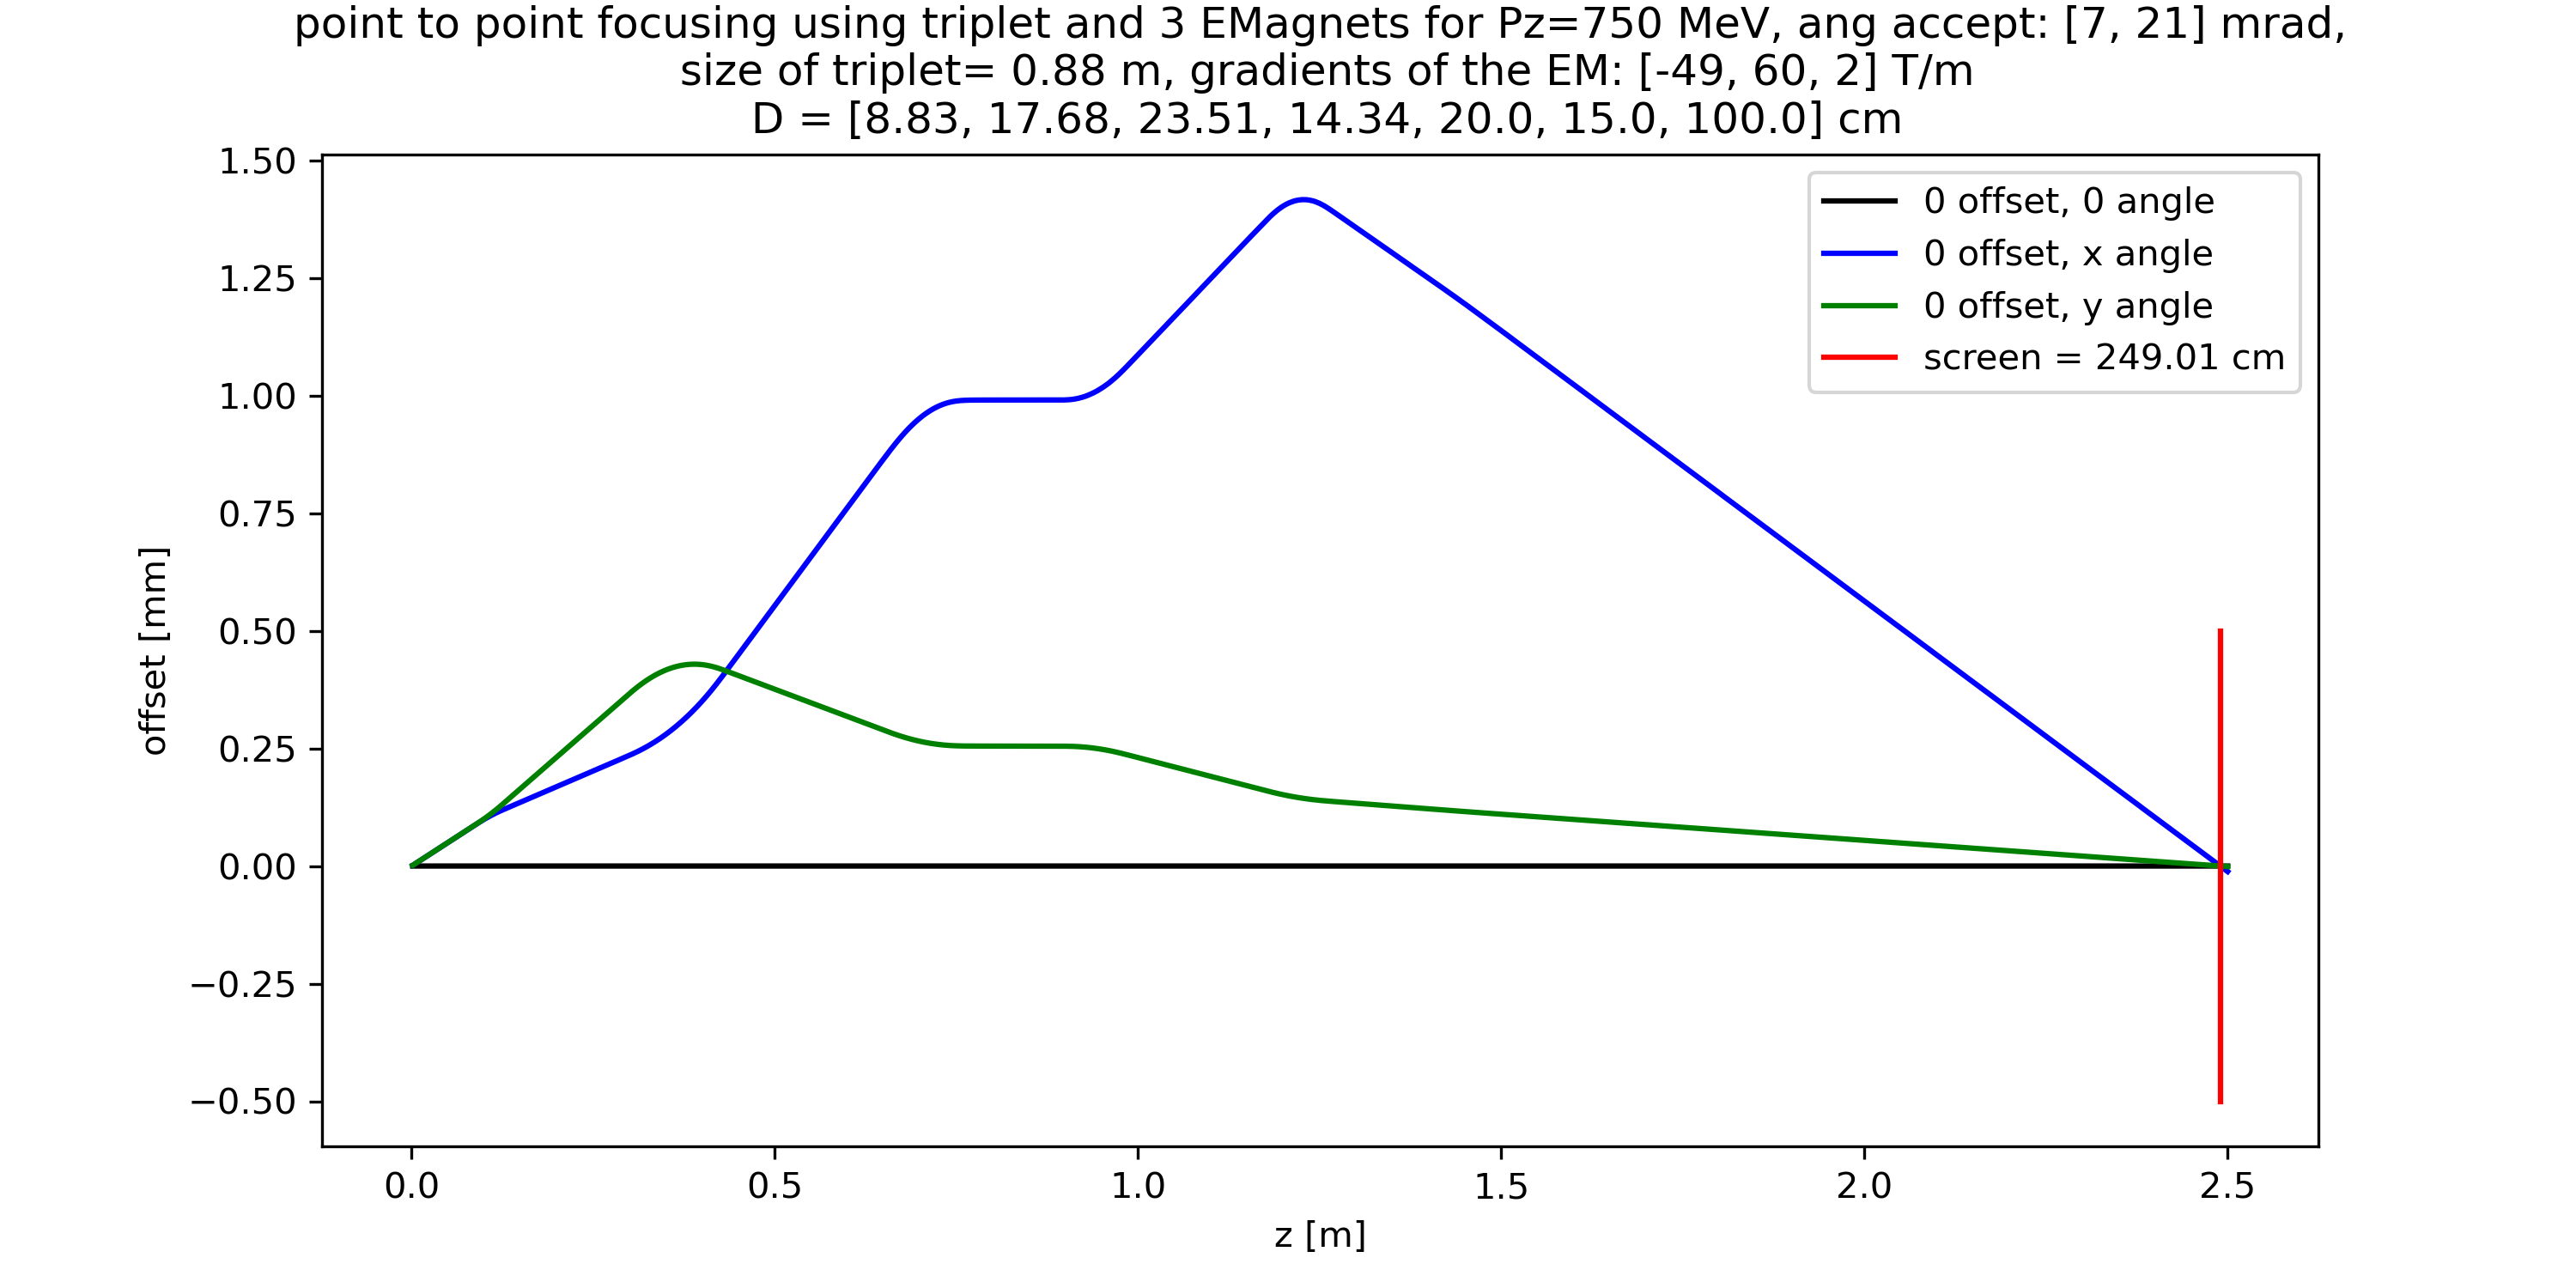 point to point focusing using triplet and 3 EMagnets for Pz=750 MeV, ang accept: [7, 21] mrad,
size of triplet= 0.88 m, gradients of the EM: [-49, 60, 2] T/m
D = [8.83, 17.68, 23.51, 14.34, 20.0, 15.0, 100.0] cm
1.50
1.25
1.00
0.75
0.50
0.25
0.00
−0.25
−0.50
offset [mm]
0 offset, 0 angle
0 offset, x angle
0 offset, y angle
screen = 249.01 cm
0.0
0.5
1.0
1.5
2.0
2.5
z [m]